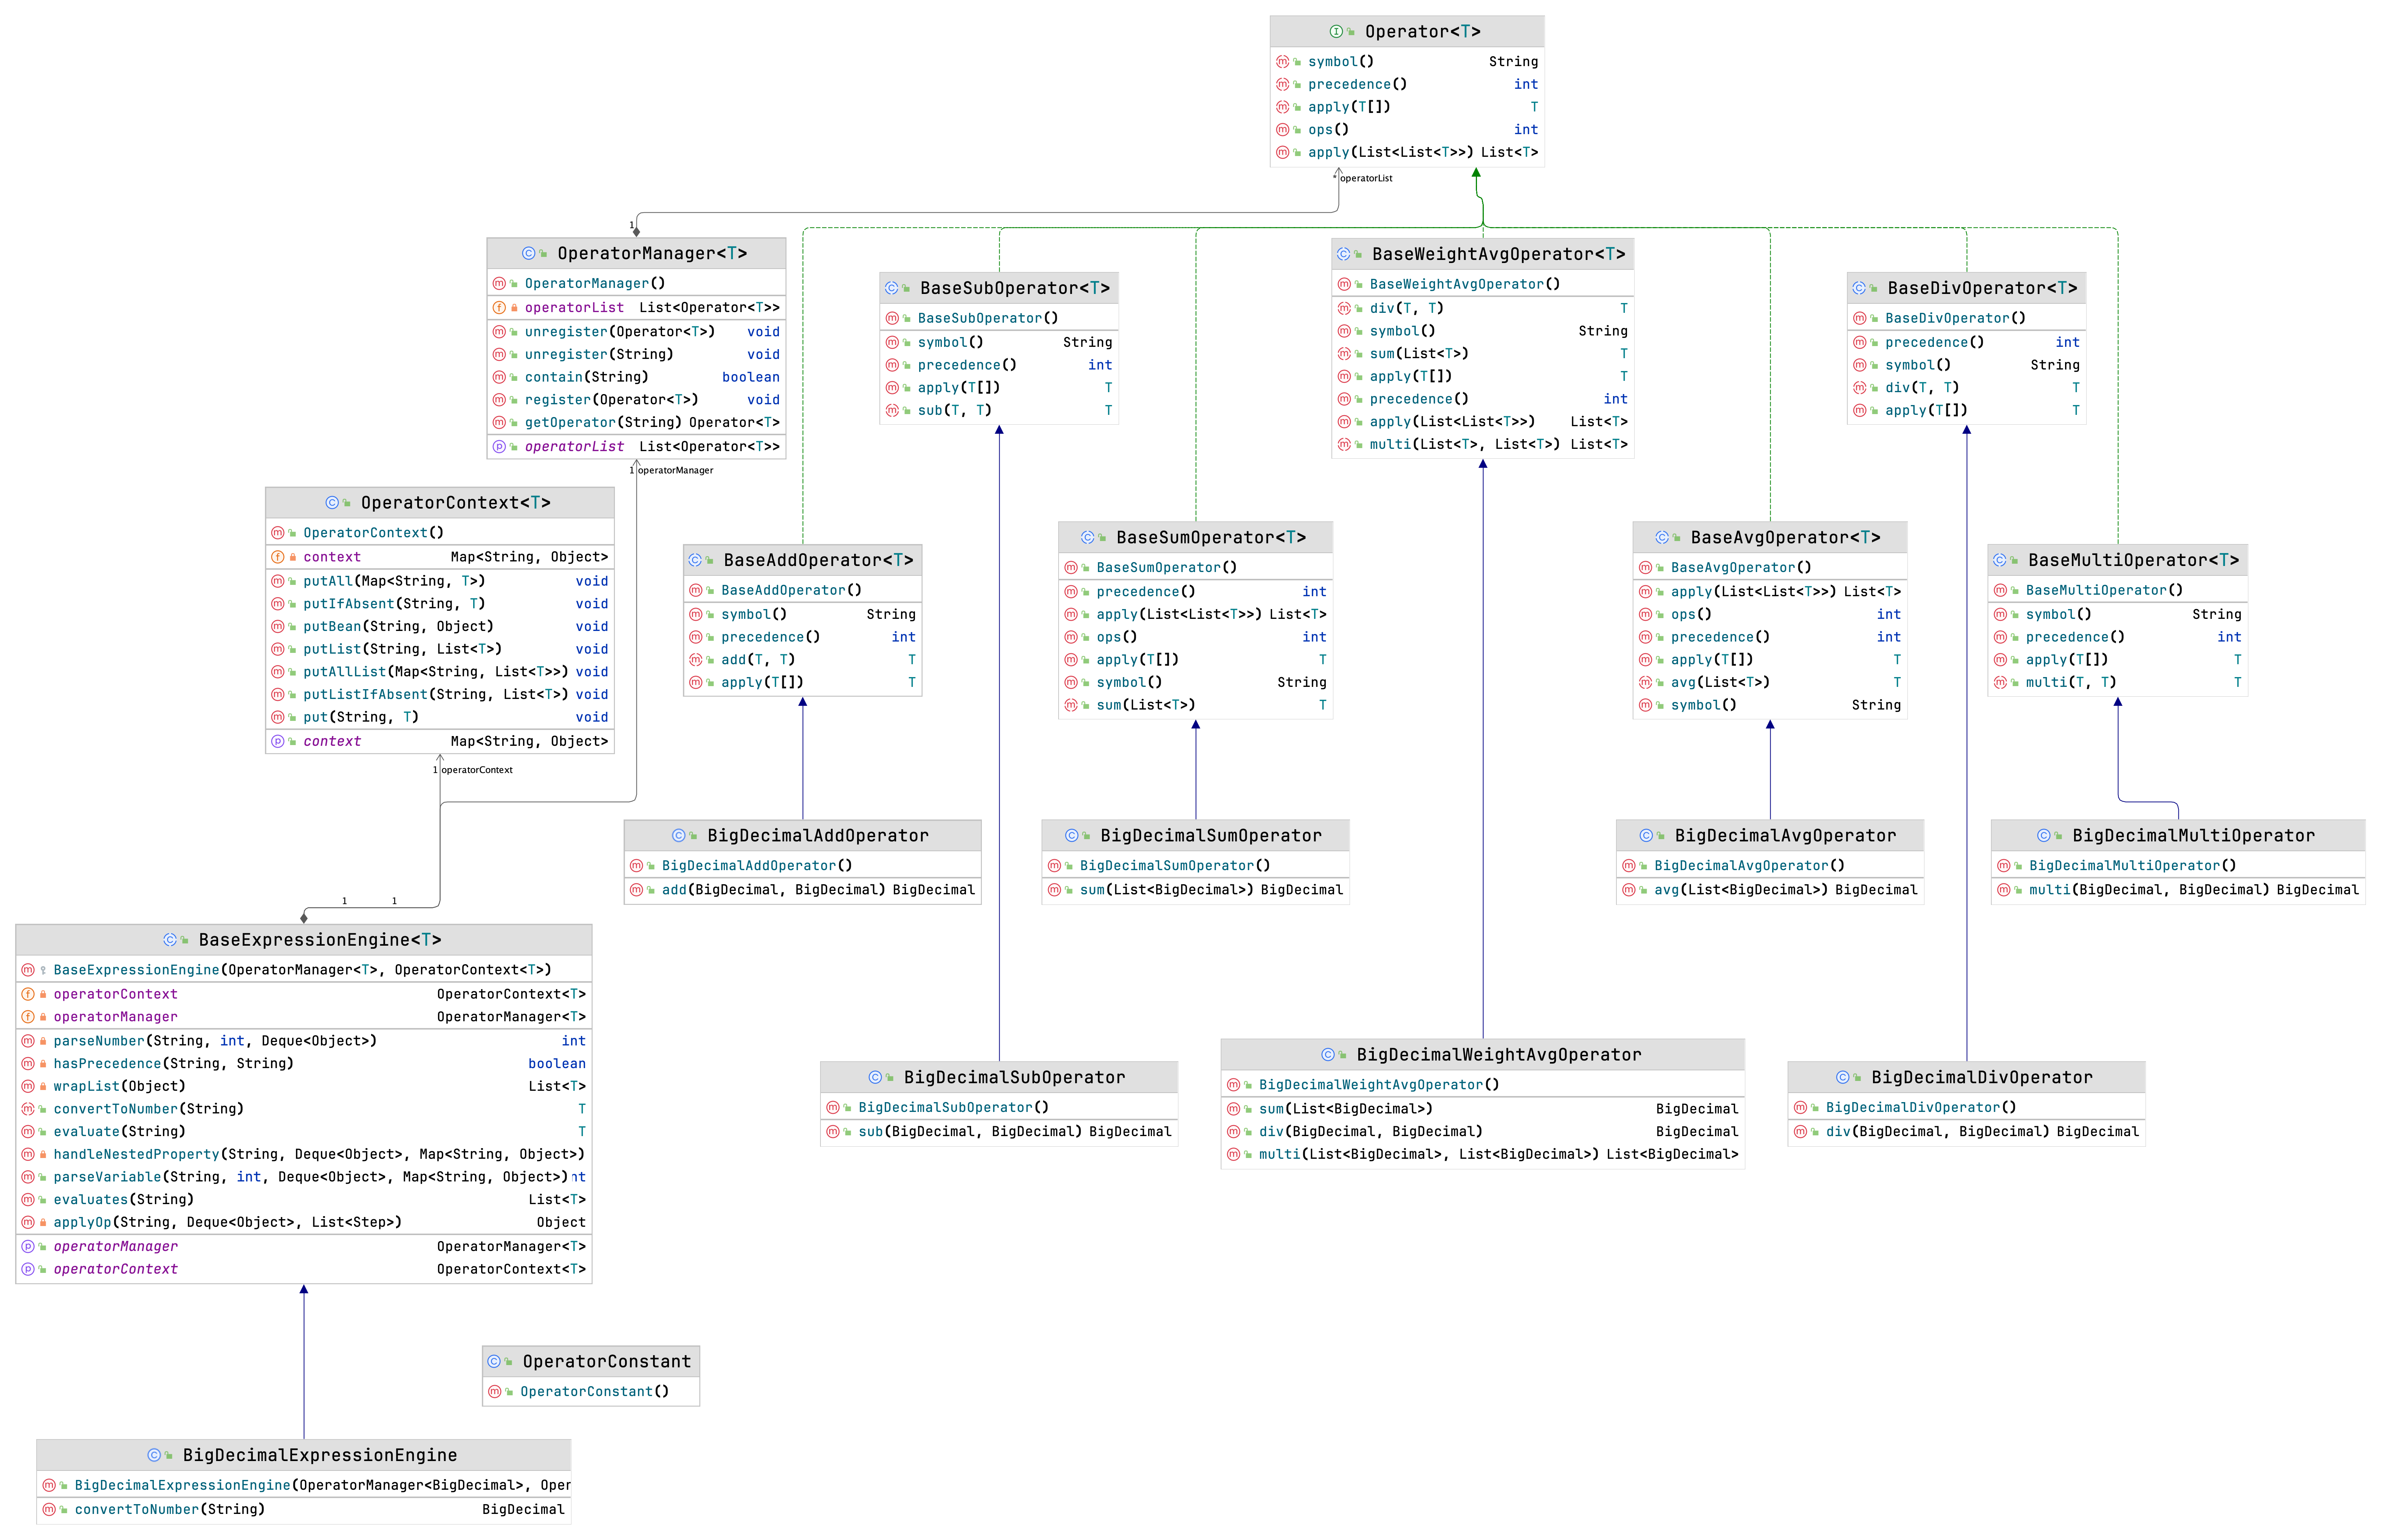 Operator<T>
symbol() String
precedence() int
apply(T[]) T
ops() int
apply(List<List<T>>) List<T>
* operatorList
1
OperatorManager<T>
OperatorManager()
operatorList List<Operator<T>>
unregister(Operator<T>) void
unregister(String) void
contain(String) boolean
register(Operator<T>) void
getOperator(String) Operator<T>
operatorList List<Operator<T>>
1 operatorManager
BaseSubOperator<T>
BaseSubOperator()
symbol() String
precedence() int
apply(T[]) T
sub(T, T) T
BaseWeightAvgOperator<T>
BaseWeightAvgOperator()
div(T, T) T
symbol() String
sum(List<T>) T
apply(T[]) T
precedence() int
apply(List<List<T>>) List<T>
multi(List<T>, List<T>) List<T>
BaseDivOperator<T>
BaseDivOperator()
precedence() int
symbol() String
div(T, T) T
apply(T[]) T
OperatorContext<T>
OperatorContext()
context Map<String, Object>
putAll(Map<String, T>) void
putIfAbsent(String, T) void
putBean(String, Object) void
putList(String, List<T>) void
putAllList(Map<String, List<T>>) void
putListIfAbsent(String, List<T>) void
put(String, T) void
context Map<String, Object>
1 operatorContext
BaseAddOperator<T>
BaseAddOperator()
symbol() String
precedence() int
add(T, T) T
apply(T[]) T
BaseSumOperator<T>
BaseSumOperator()
precedence() int
apply(List<List<T>>) List<T>
ops() int
apply(T[]) T
symbol() String
sum(List<T>) T
BaseAvgOperator<T>
BaseAvgOperator()
apply(List<List<T>>) List<T>
ops() int
precedence() int
apply(T[]) T
avg(List<T>) T
symbol() String
BaseMultiOperator<T>
BaseMultiOperator()
symbol() String
precedence() int
apply(T[]) T
multi(T, T) T
BigDecimalAddOperator
BigDecimalAddOperator()
add(BigDecimal, BigDecimal) BigDecimal
BigDecimalSumOperator
BigDecimalSumOperator()
sum(List<BigDecimal>) BigDecimal
BigDecimalAvgOperator
BigDecimalAvgOperator()
avg(List<BigDecimal>) BigDecimal
BigDecimalMultiOperator
BigDecimalMultiOperator()
multi(BigDecimal, BigDecimal) BigDecimal
1 1
BaseExpressionEngine<T>
BaseExpressionEngine(OperatorManager<T>, OperatorContext<T>)
operatorContext OperatorContext<T>
operatorManager OperatorManager<T>
parseNumber(String, int, Deque<Object>) int
hasPrecedence(String, String) boolean
wrapList(Object) List<T>
convertToNumber(String) T
evaluate(String) T
handleNestedProperty(String, Deque<Object>, Map<String, Object>)
parseVariable(String, int, Deque<Object>, Map<String, Object>) nt
evaluates(String) List<T>
applyOp(String, Deque<Object>, List<Step>) Object
operatorManager OperatorManager<T>
operatorContext OperatorContext<T>
BigDecimalSubOperator
BigDecimalSubOperator()
sub(BigDecimal, BigDecimal) BigDecimal
BigDecimalWeightAvgOperator
BigDecimalWeightAvgOperator()
sum(List<BigDecimal>) BigDecimal
div(BigDecimal, BigDecimal) BigDecimal
multi(List<BigDecimal>, List<BigDecimal>) List<BigDecimal>
BigDecimalDivOperator
BigDecimalDivOperator()
div(BigDecimal, BigDecimal) BigDecimal
OperatorConstant
OperatorConstant()
BigDecimalExpressionEngine
BigDecimalExpressionEngine(OperatorManager<BigDecimal>, Oper
convertToNumber(String) BigDecimal